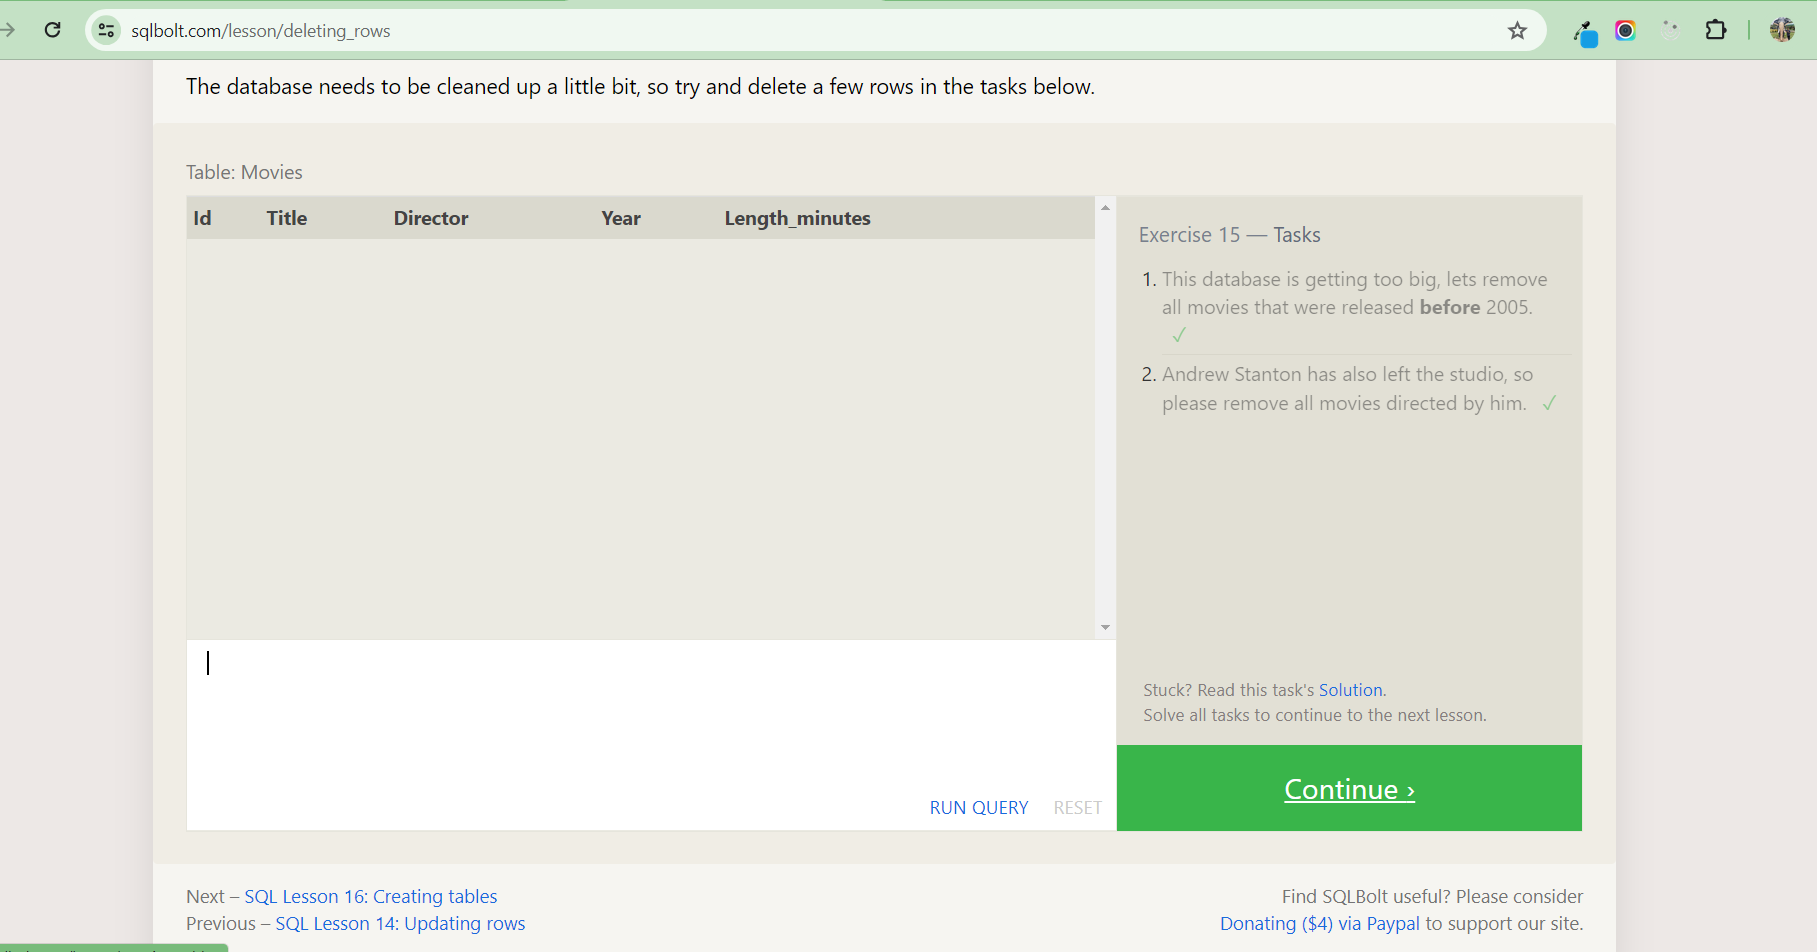 sqlbolt.com/lesson/deleting_rows
The database needs to be cleaned up a little bit, so try and delete a few rows in the tasks below.
Table: Movies
Id Title Director Year Length_minutes
Exercise 15 — Tasks
1. This database is getting too big, lets remove
all movies that were released before 2005.
✓
2. Andrew Stanton has also left the studio, so
please remove all movies directed by him. ✓
Stuck? Read this task's Solution.
Solve all tasks to continue to the next lesson.
RUN QUERY RESET
Continue ›
Next – SQL Lesson 16: Creating tables
Previous – SQL Lesson 14: Updating rows
Find SQLBolt useful? Please consider
Donating ($4) via Paypal to support our site.